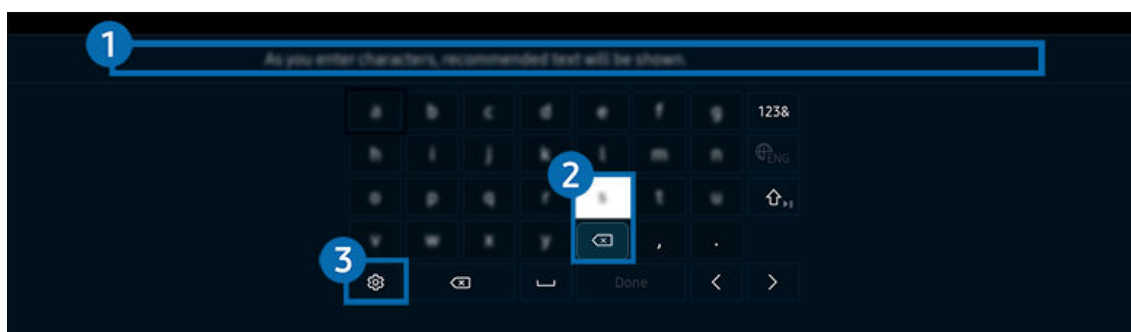 1
As you enter characters, recommended text will be shown.
a b c d e f g 123&
h i j k l m n ENG
2
o p q r s t u
v w x y , .
3
Done < >